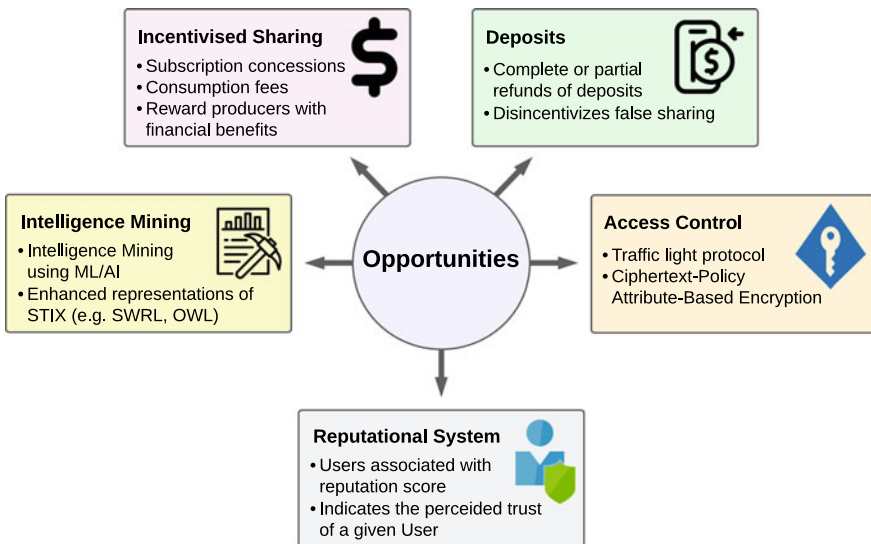 Incentivised Sharing
• Subscription concessions
• Consumption fees
• Reward producers with
financial benefits
$
Deposits
• Complete or partial
refunds of deposits
• Disincentivizes false sharing
$
Intelligence Mining
• Intelligence Mining
using ML/AI
• Enhanced representations of
STIX (e.g. SWRL, OWL)
Opportunities
Access Control
• Traffic light protocol
• Ciphertext-Policy
Attribute-Based Encryption
Reputational System
• Users associated with
reputation score
• Indicates the perceided trust
of a given User